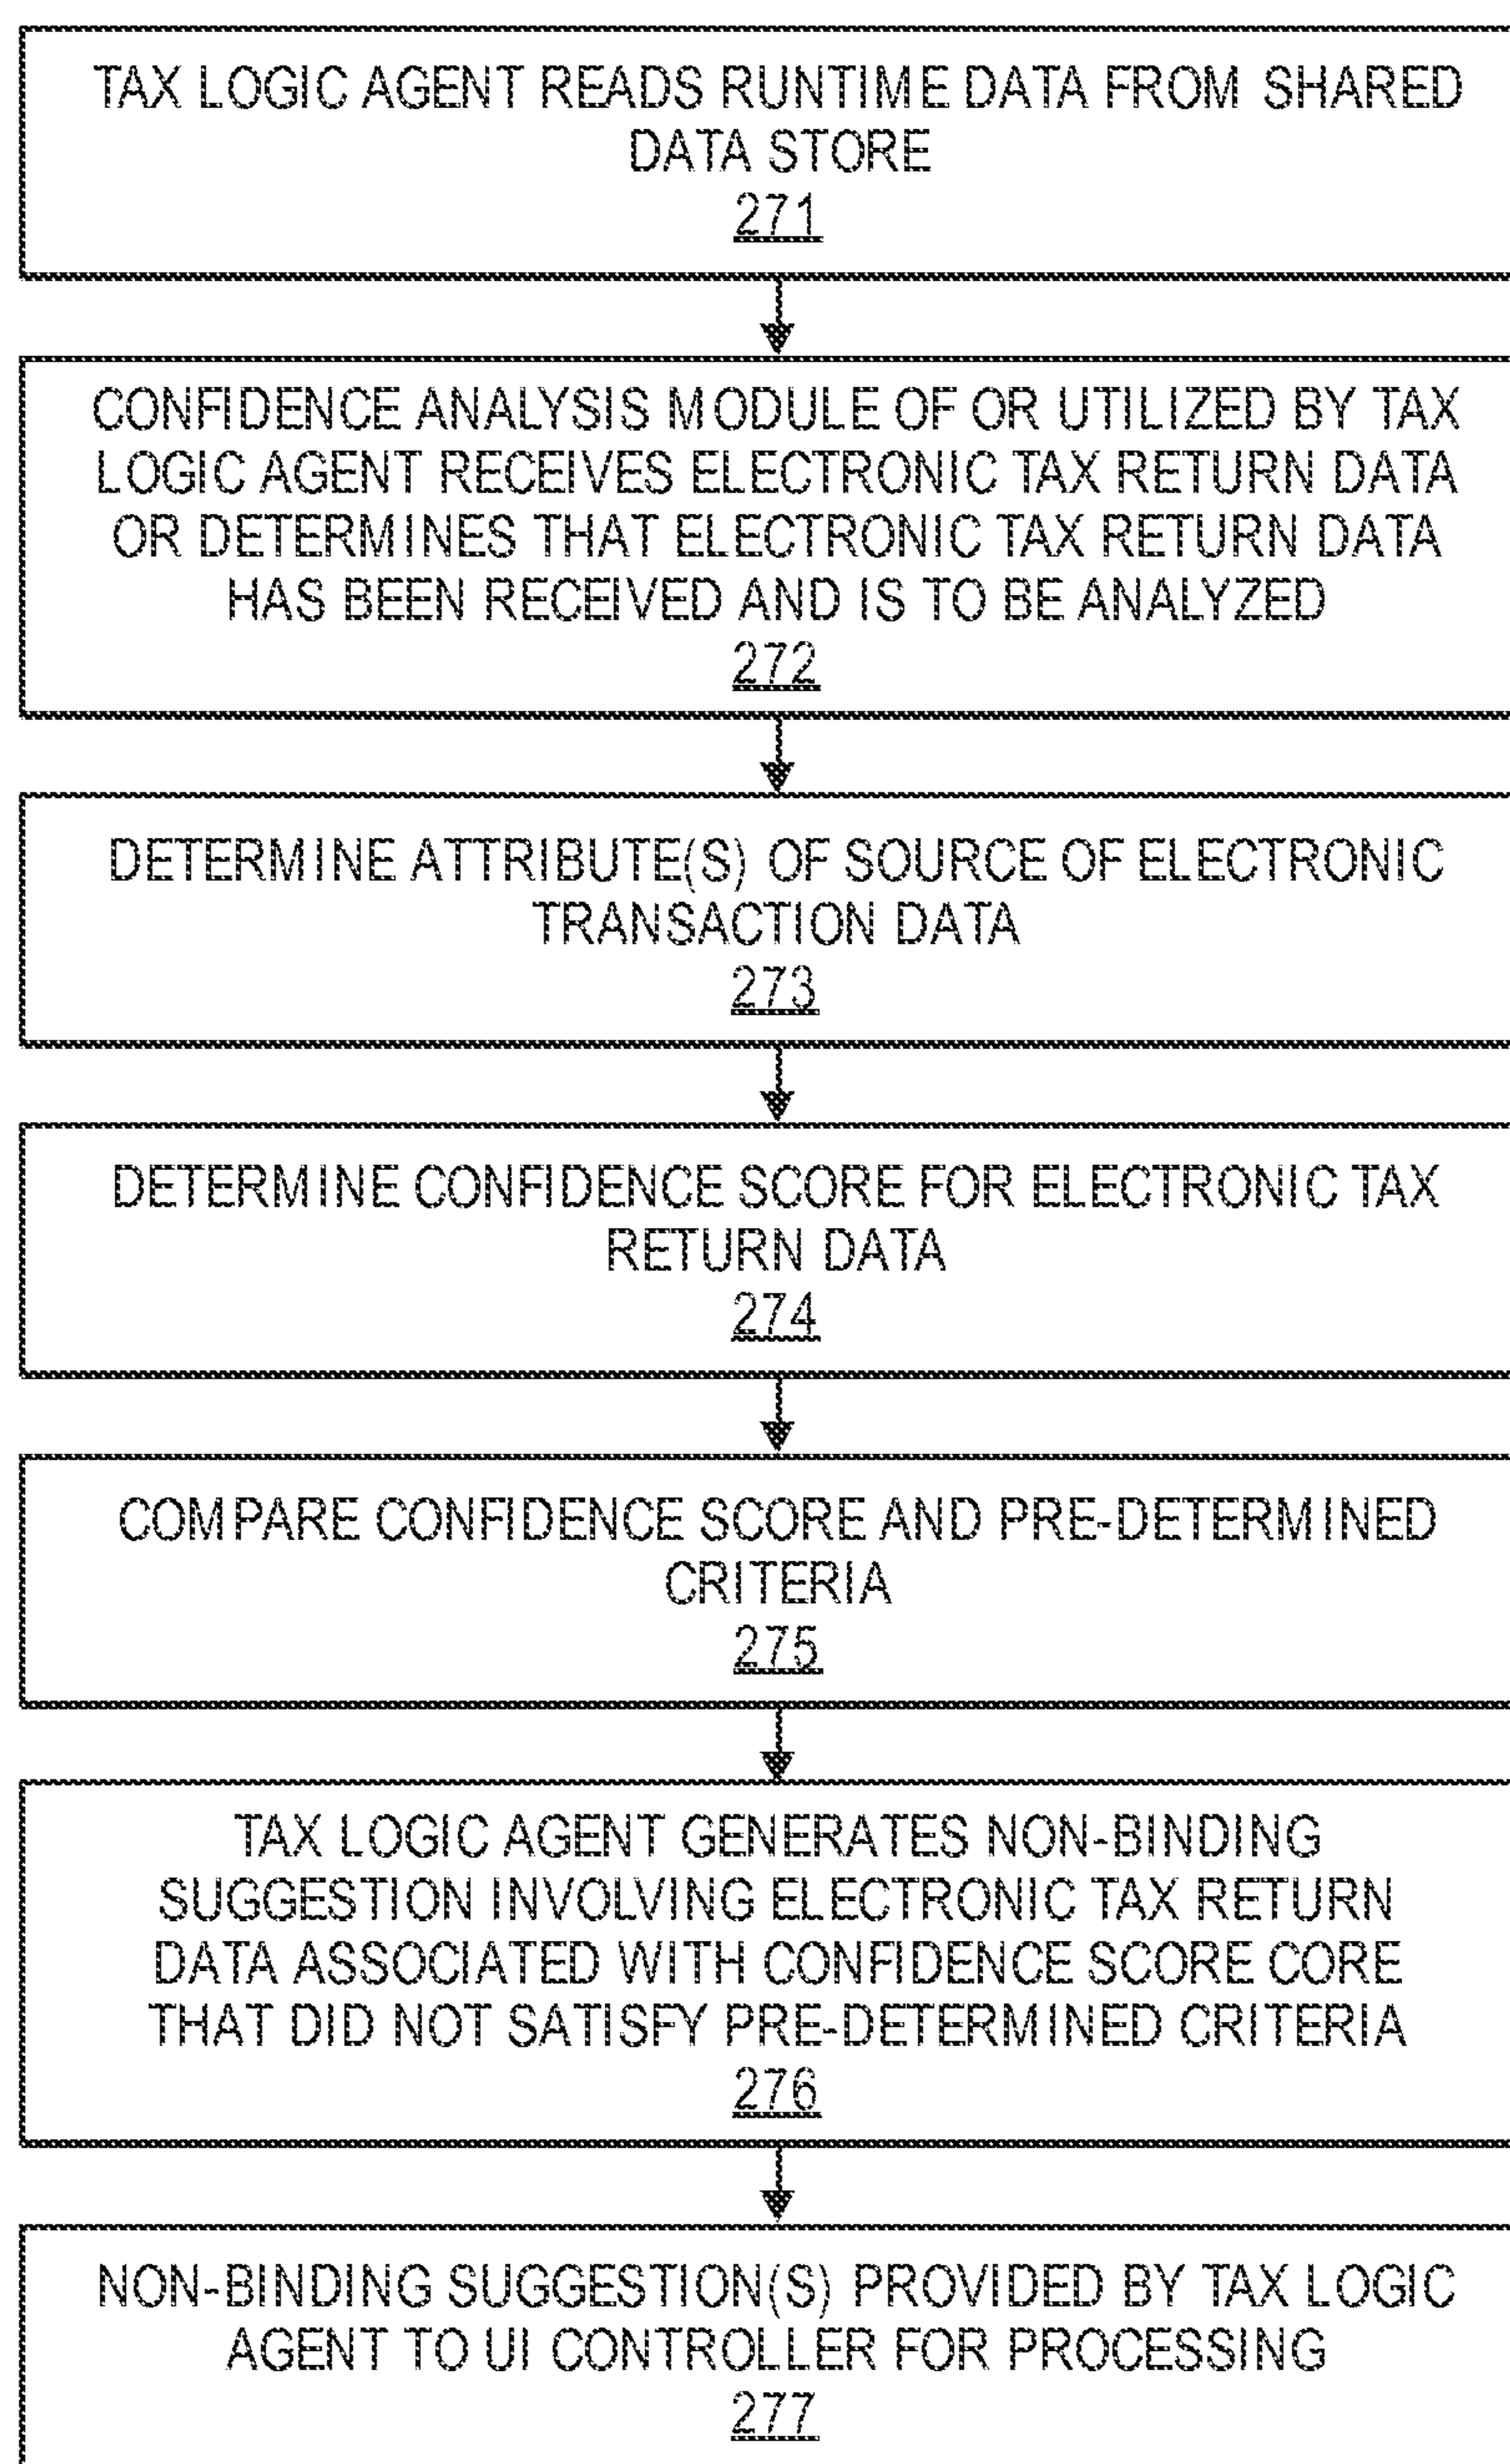 TAX LOGIC AGENT READS RUNTIME DATA FROM SHARED
DATA STORE
271
CONFIDENCE ANALYSIS MODULE OF OR UTILIZED BY TAX
LOGIC AGENT RECEIVES ELECTRONIC TAX RETURN DATA
OR DETERMINES THAT ELECTRONIC TAX RETURN DATA
HAS BEEN RECEIVED AND IS TO BE ANALYZED
272
DETERMINE ATTRIBUTE(S) OF SOURCE OF ELECTRONIC
TRANSACTION DATA
273
DETERMINE CONFIDENCE SCORE FOR ELECTRONIC TAX
RETURN DATA
274
COMPARE CONFIDENCE SCORE AND PRE-DETERMINED
CRITERIA
275
TAX LOGIC AGENT GENERATES NON-BINDING
SUGGESTION INVOLVING ELECTRONIC TAX RETURN
DATA ASSOCIATED WITH CONFIDENCE SCORE CORE
THAT DID NOT SATISFY PRE-DETERMINED CRITERIA
276
NON-BINDING SUGGESTION(S) PROVIDED BY TAX LOGIC
AGENT TO UI CONTROLLER FOR PROCESSING
277